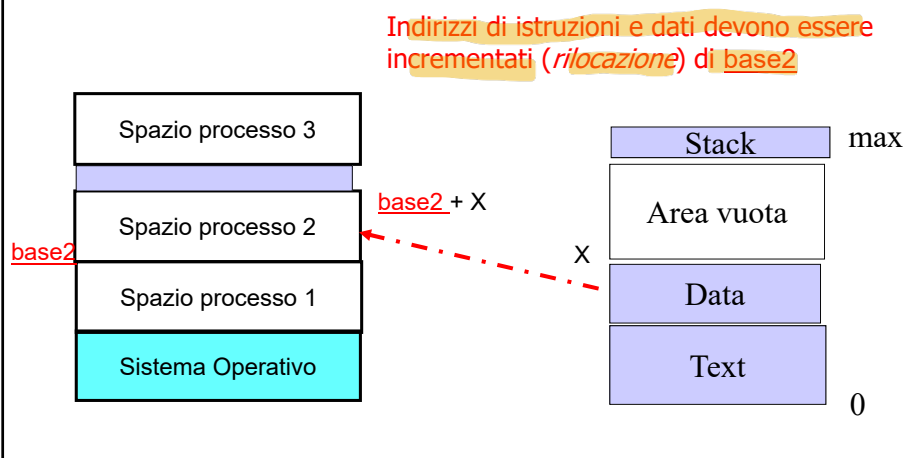 Indirizzi di istruzioni e dati devono essere
incrementati (rilocazione) di base2
Spazio processo 3
Stack
max
base2 + X
Area vuota
Spazio processo 2
base2
X
Spazio processo 1
Data
Sistema Operativo
Text
0